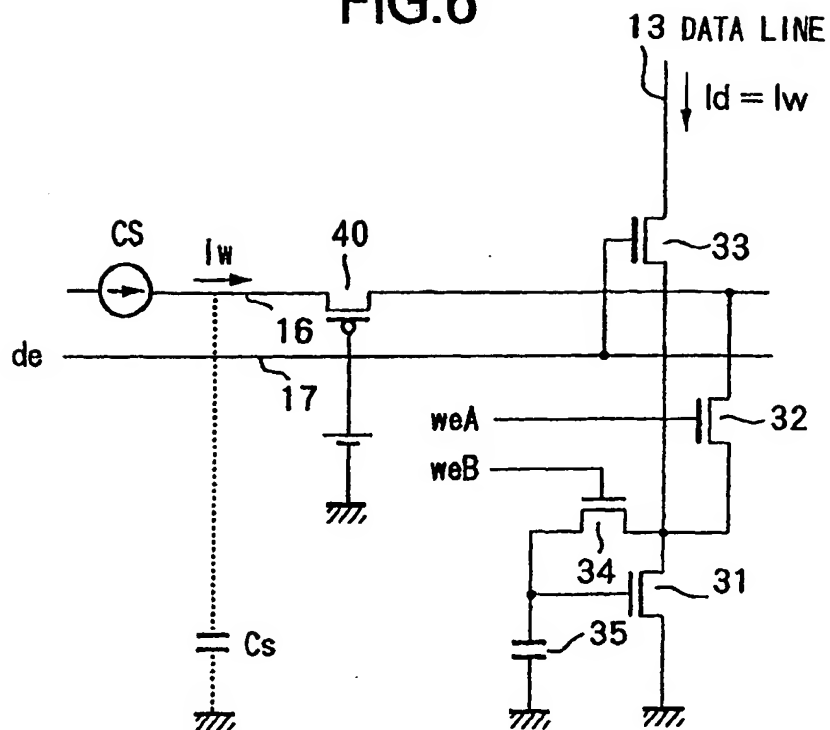 FIG.6
13 DATA LINE
Id = Iw
CS
Iw
40
33
16
de
17
32
weA
weB
34
31
35
Cs